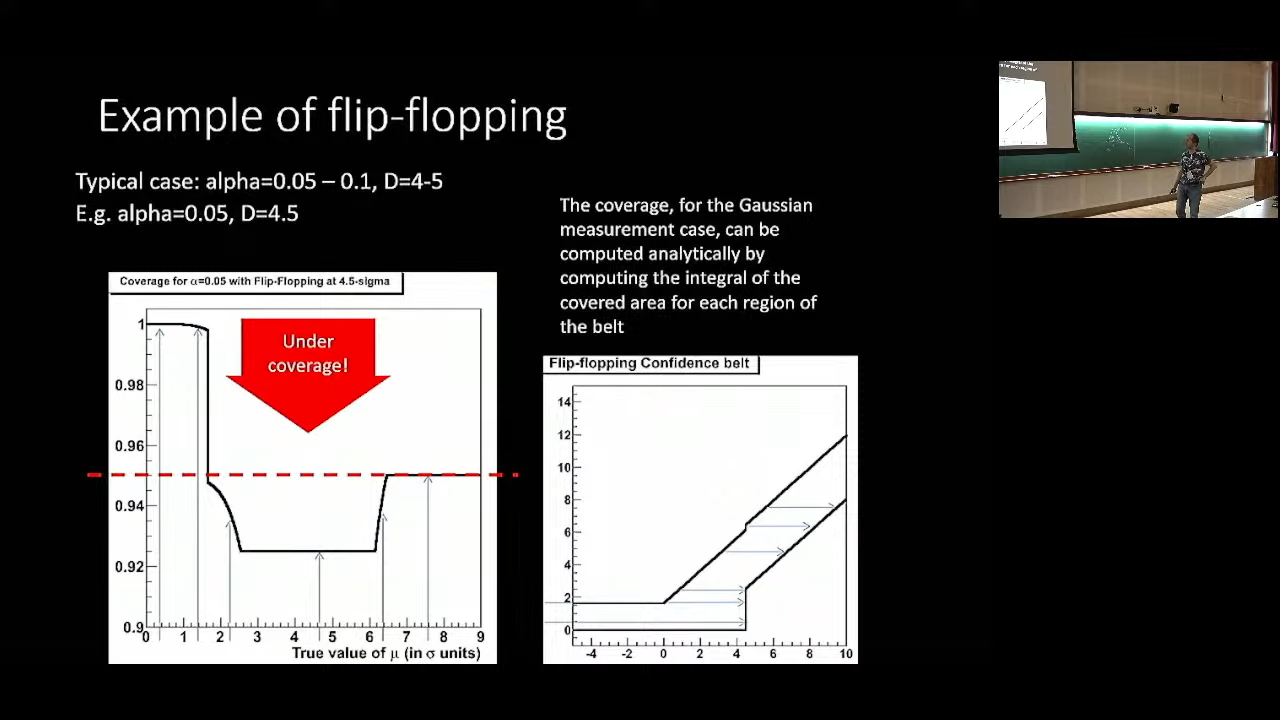 Example of flip-flopping
Typical case: alpha=0.05 – 0.1, D=4-5
E.g. alpha=0.05, D=4.5
The coverage, for the Gaussian
measurement case, can be
computed analytically by
computing the integral of the
covered area for each region of
the belt
Coverage for α=0.05 with Flip-Flopping at 4.5-sigma
Under
coverage!
1
0.98
0.96
0.94
0.92
0.9
0 1 2 3 4 5 6 7 8 9
True value of μ (in σ units)
Flip-flopping Confidence belt
14
12
10
8
6
4
2
0
-4 -2 0 2 4 6 8 10